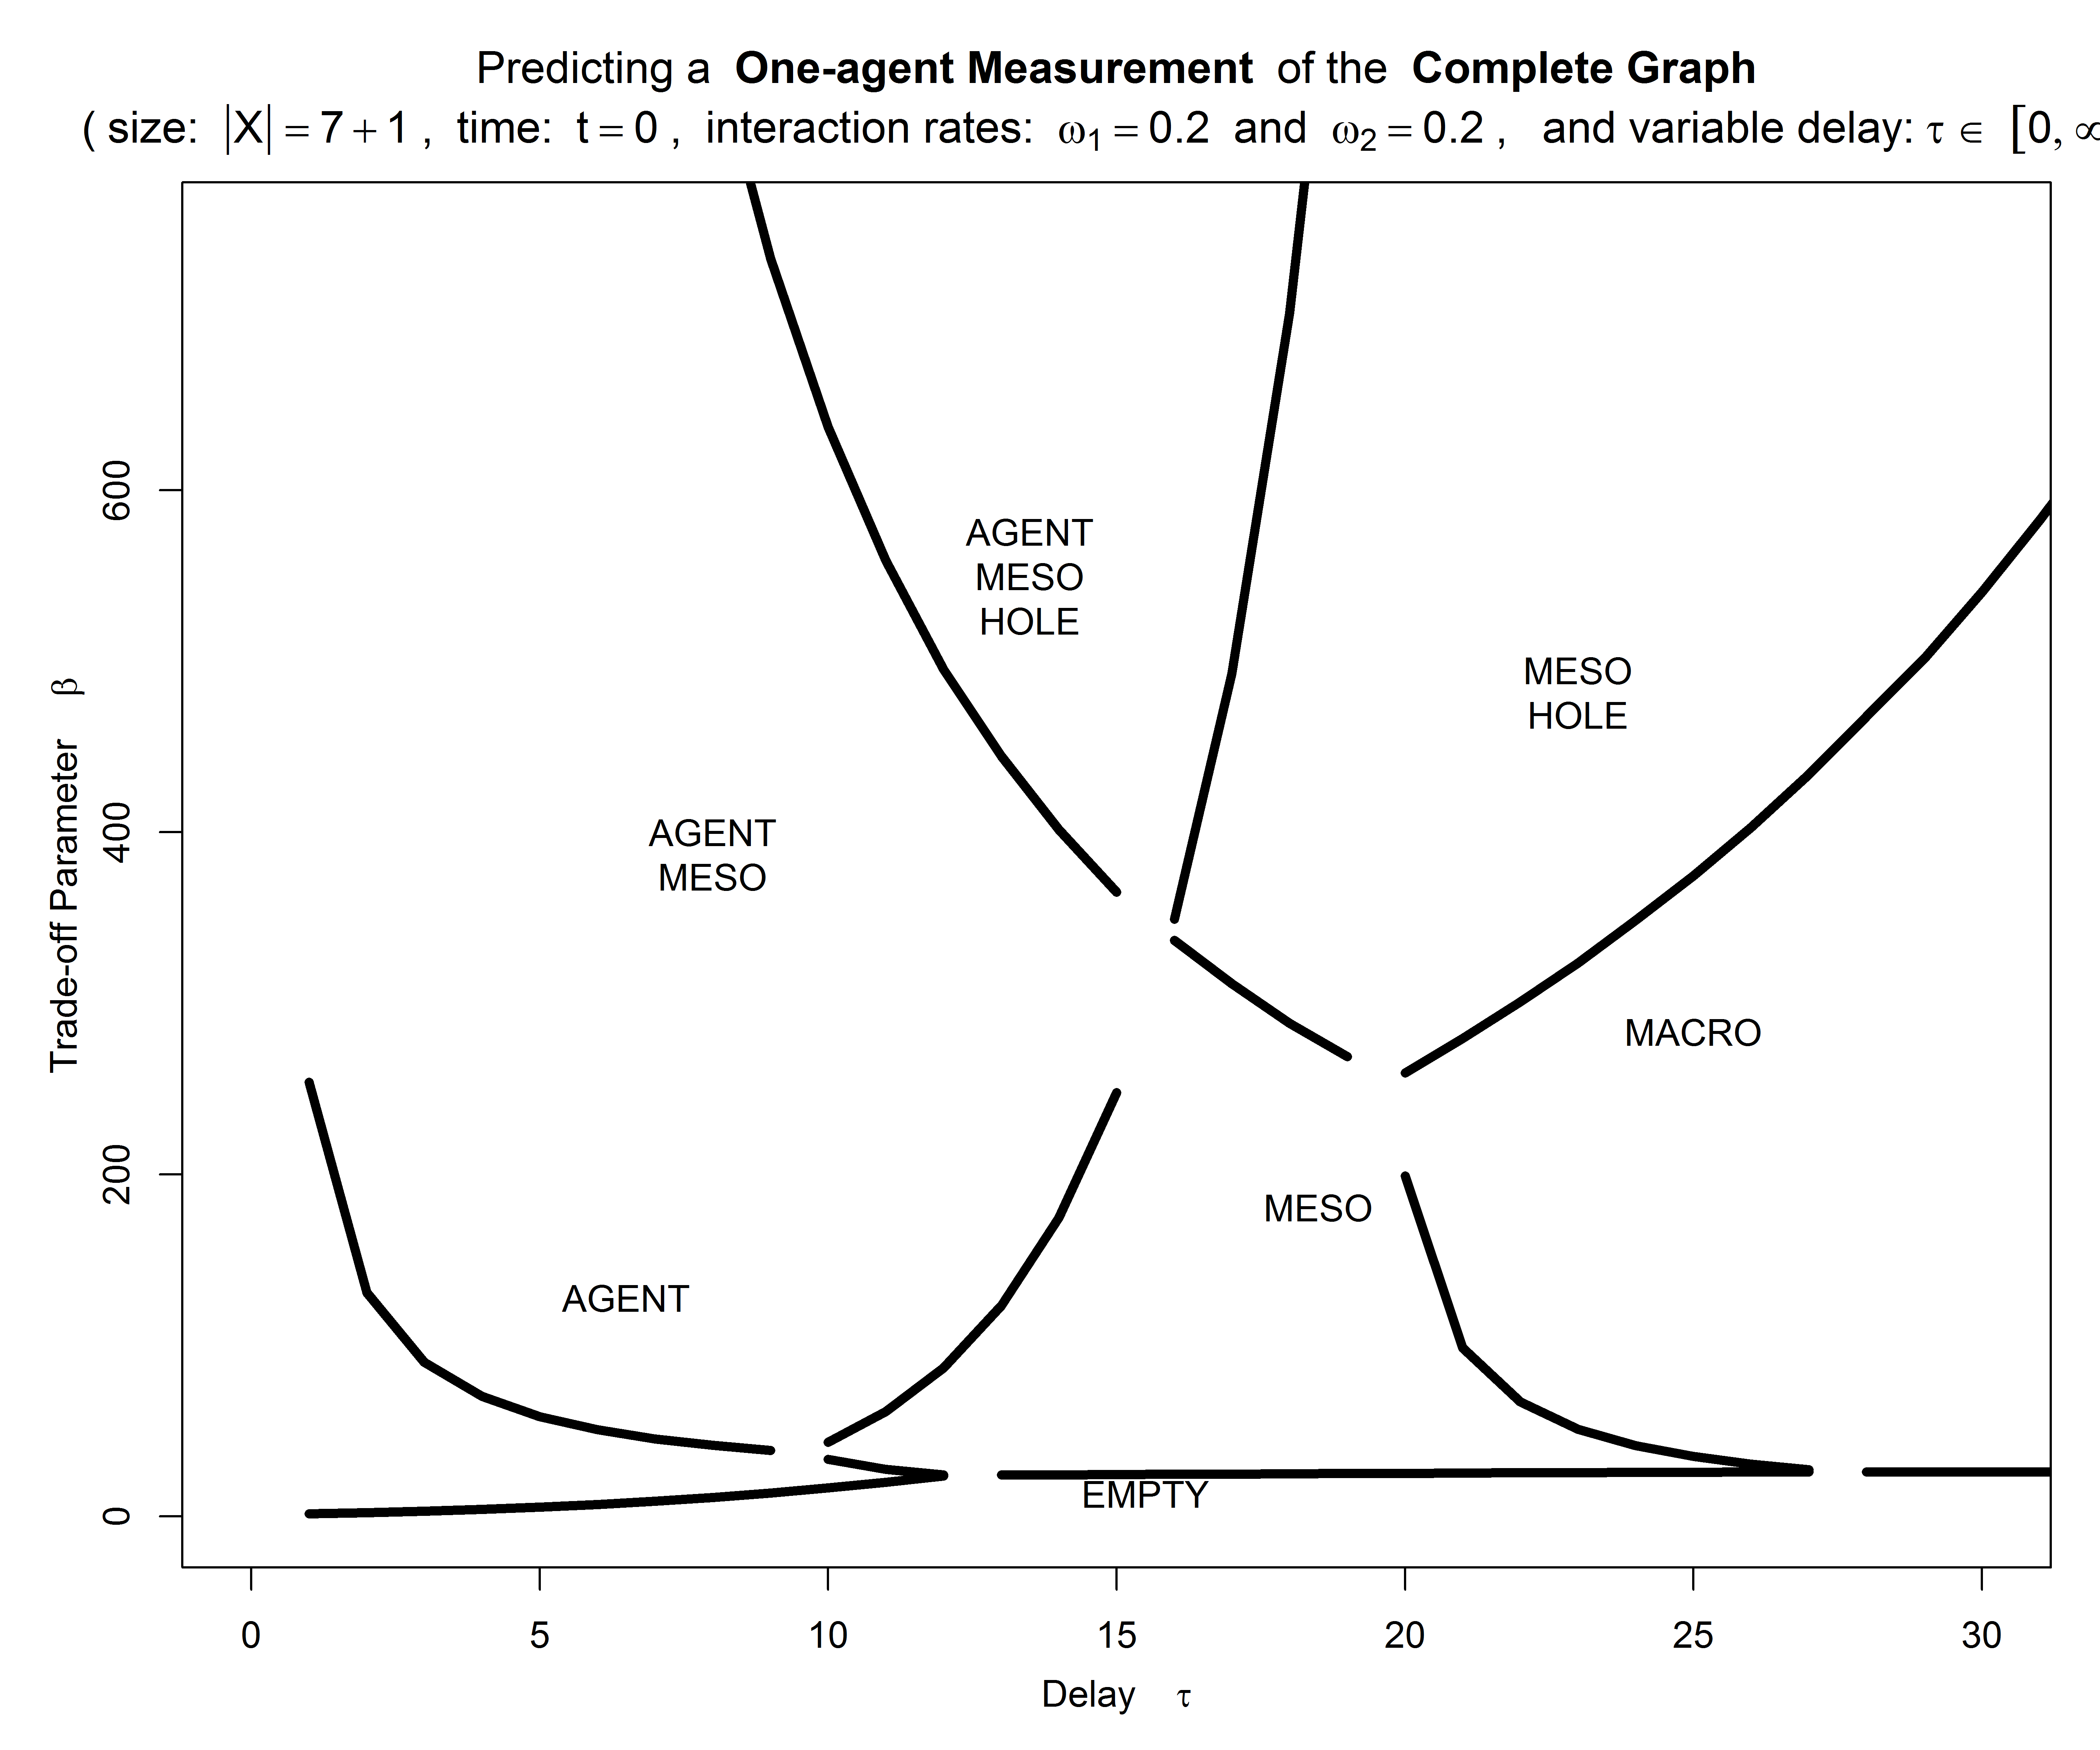 Predicting a One-agent Measurement of the Complete Graph
( size: |X| = 7 + 1 , time: t = 0 , interaction rates: ω1 = 0.2 and ω2 = 0.2 , and variable delay: τ ∈ [0, ∞
AGENT
MESO
HOLE
MESO
HOLE
AGENT
MESO
MACRO
MESO
AGENT
EMPTY
Trade-off Parameter β
600
400
200
0
0 5 10 15 20 25 30
Delay τ